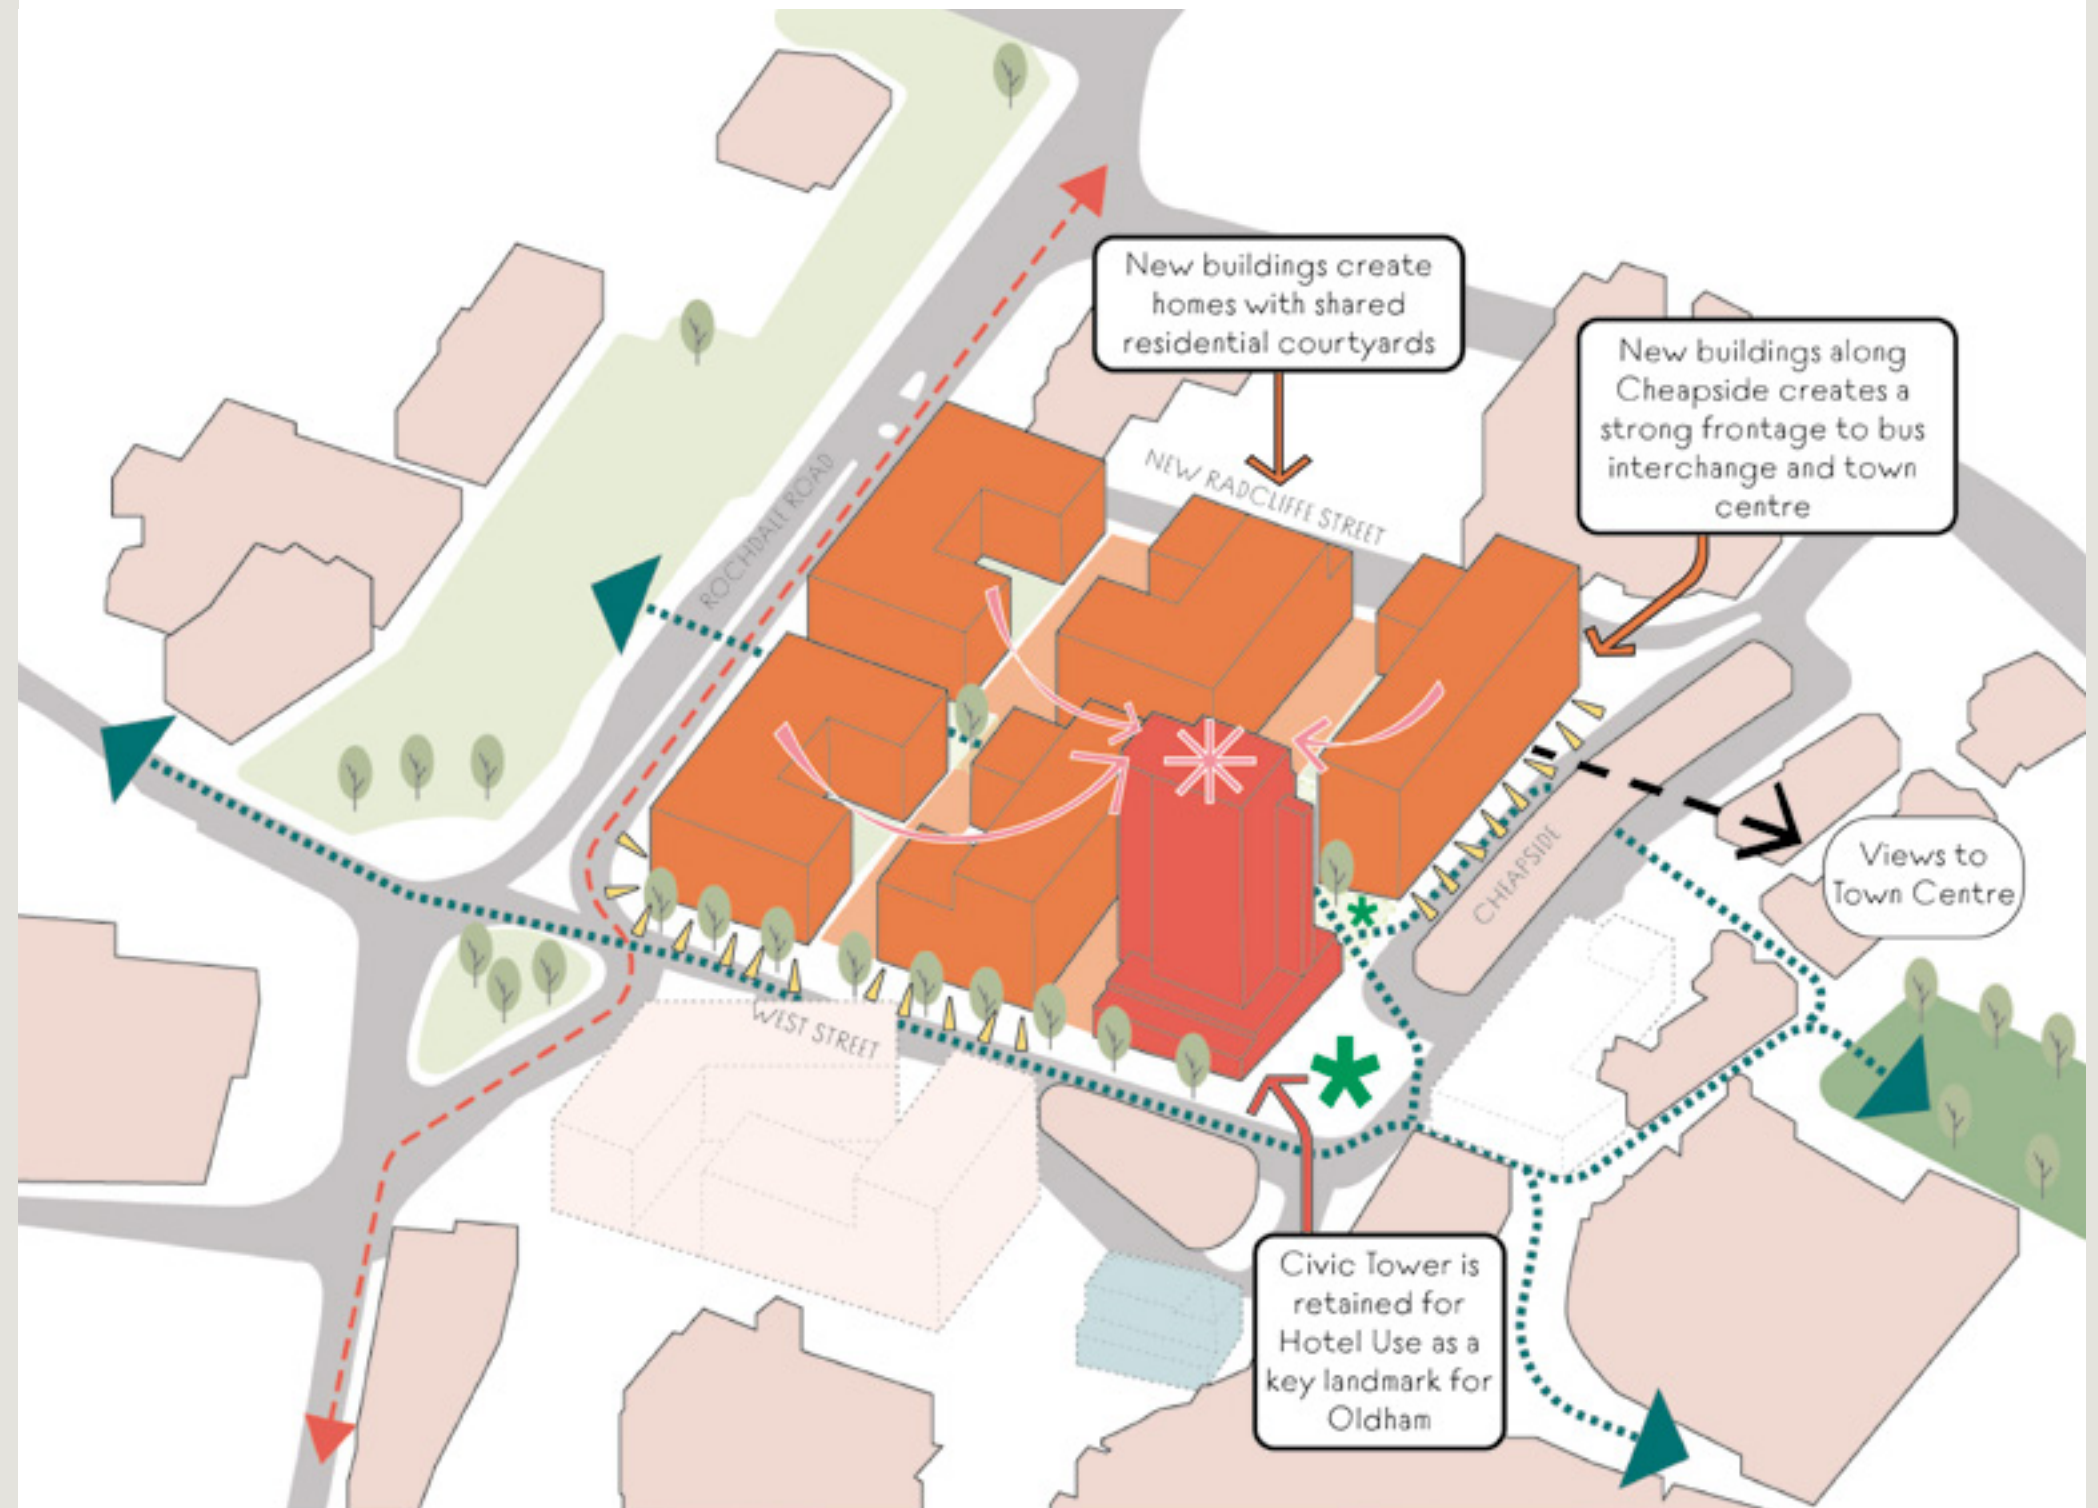 New buildings create
homes with shared
residential courtyards
New buildings along
Cheapside creates a
strong frontage to bus
interchange and town
centre
NEW RADCLIFFE STREET
ROCHDALE ROAD
CHEAPSIDE
Views to
Town Centre
WEST STREET
Civic Tower is
retained for
Hotel Use as a
key landmark for
Oldham